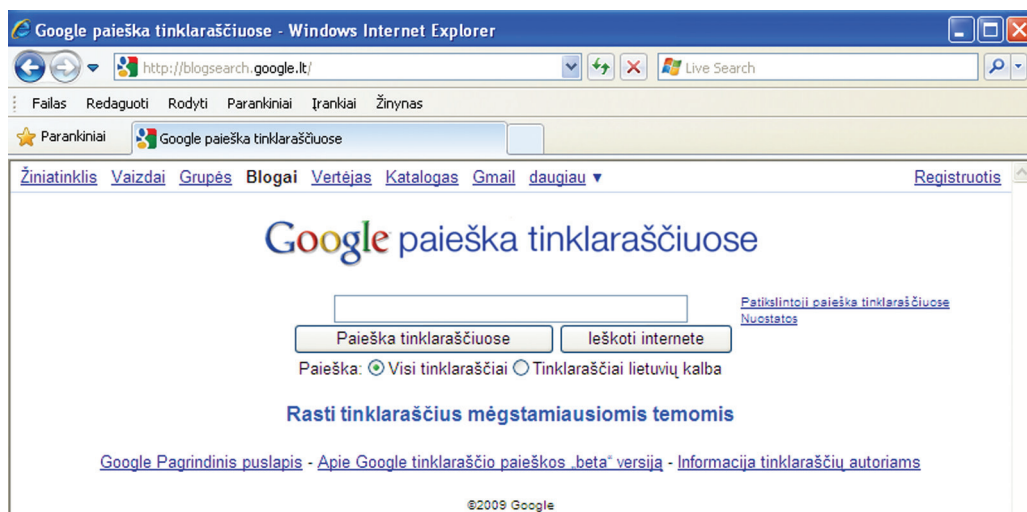 Google paieška tinklaraščiuose - Windows Internet Explorer
http://blogsearch.google.lt/ Live Search
Failas Redaguoti Rodyti Parankiniai Įrankiai Žinynas
Parankiniai Google paieška tinklaraščiuose
Žiniatinklis Vaizdai Grupės Blogai Vertėjas Katalogas Gmail daugiau ▼ Registruotis
Google paieška tinklaraščiuose
Patikslintoji paieška tinklaraščiuose
Nuostatos
Paieška tinklaraščiuose Ieškoti internete
Paieška: Visi tinklaraščiai Tinklaraščiai lietuvių kalba
Rasti tinklaraščius mėgstamiausiomis temomis
Google Pagrindinis puslapis - Apie Google tinklaraščio paieškos „beta“ versiją - Informacija tinklaraščių autoriams
©2009 Google